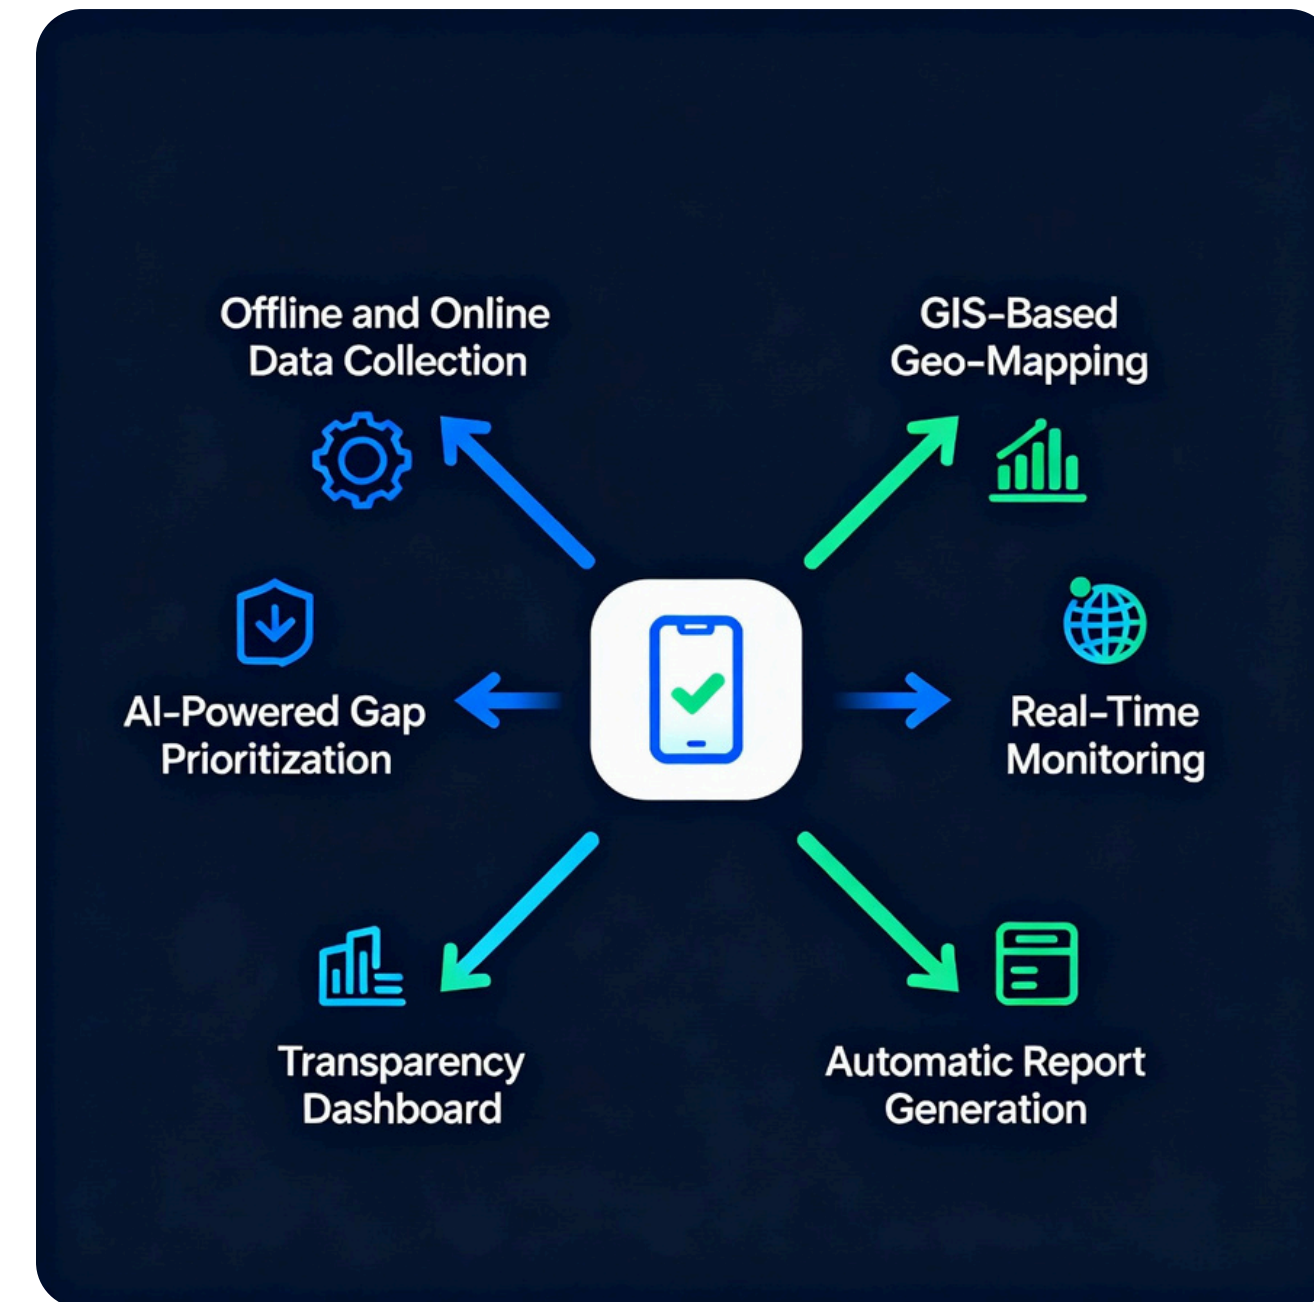 Offline and Online
Data Collection
GIS-Based
Geo-Mapping
AI-Powered Gap
Prioritization
Real-Time
Monitoring
Transparency
Dashboard
Automatic Report
Generation